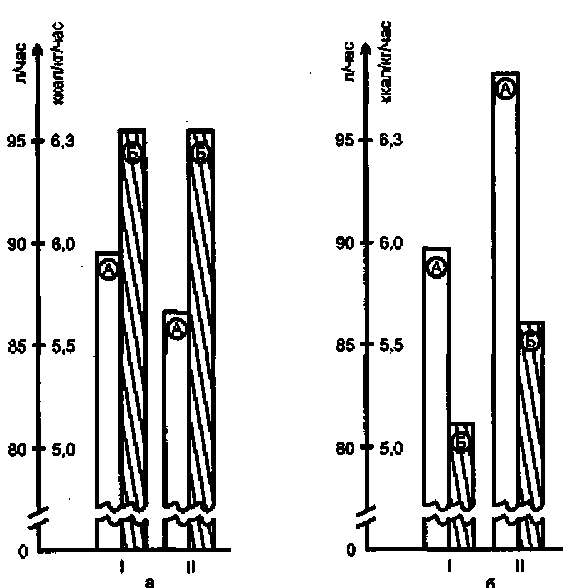 л/час ккал/кг/час
95 6,3
90 6,0
85 5,5
80 5,0
0
А Б А Б
I II
а
л/час ккал/кг/час
95 6,3
90 6,0
85 5,5
80 5,0
0
А Б А Б
I II
б